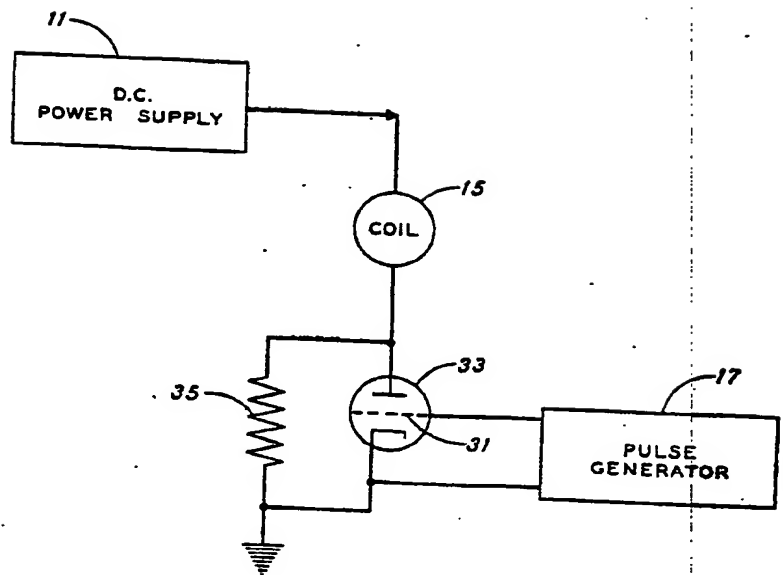 11
D.C.
POWER SUPPLY
15
COIL
33
35
31
17
PULSE
GENERATOR